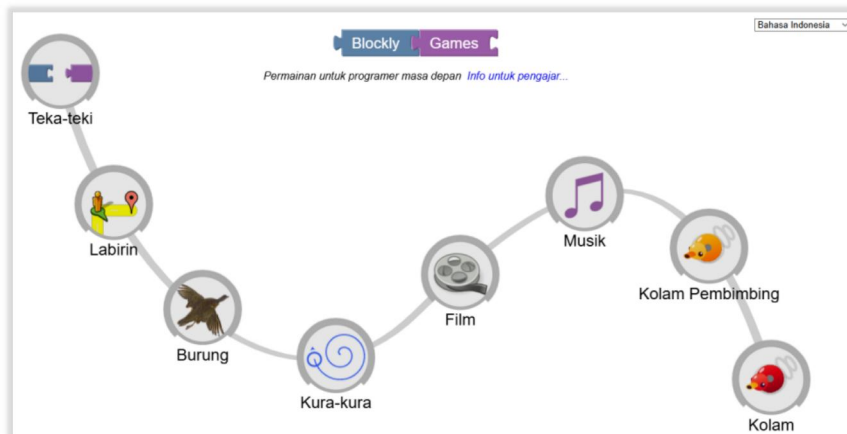 Bahasa Indonesia
Blockly Games
Permainan untuk programer masa depan Info untuk pengajar...
Teka-teki
Labirin
Burung
Kura-kura
Film
Musik
Kolam Pembimbing
Kolam